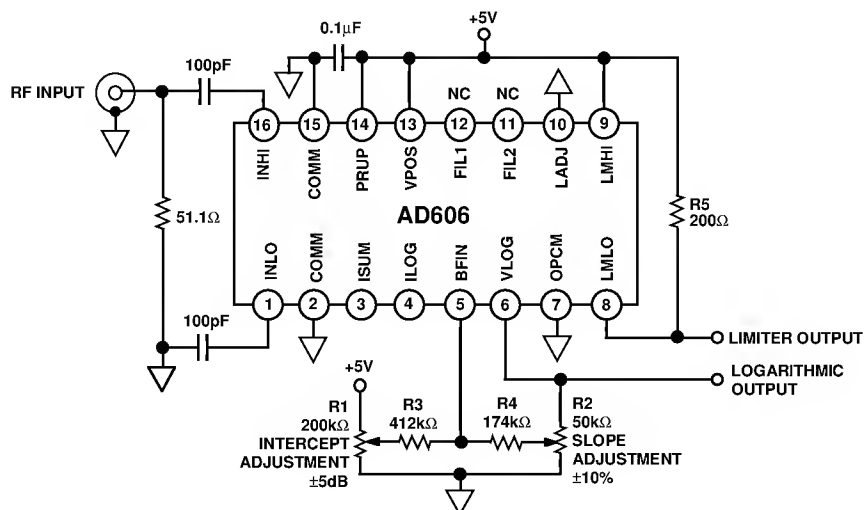 +5V
0.1µF
100pF
RF INPUT
NC NC
16 15 14 13 12 11 10 9
INHI COMM PRUP VPOS FIL1 FIL2 LADJ LMHI
51.1Ω
AD606
R5
200Ω
INLO COMM ISUM ILOG BFIN VLOG OPCM LMLO
1 2 3 4 5 6 7 8
100pF
LIMITER OUTPUT
LOGARITHMIC
OUTPUT
+5V
R1
200kΩ
INTERCEPT
ADJUSTMENT
±5dB
R3
412kΩ
R4
174kΩ
R2
50kΩ
SLOPE
ADJUSTMENT
±10%